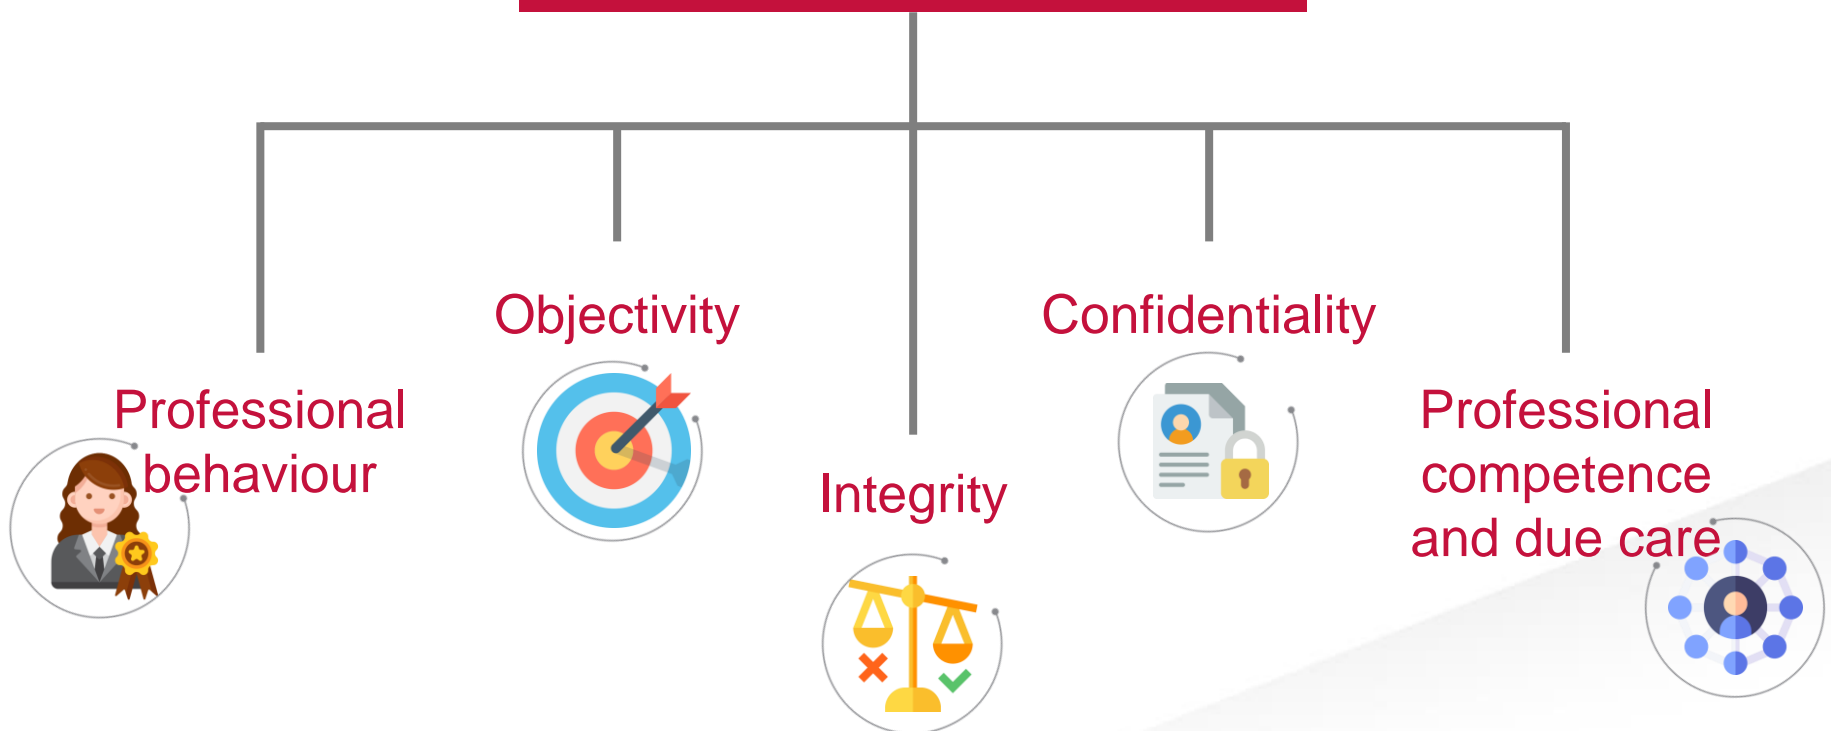 Professional
behaviour
Objectivity
Integrity
Confidentiality
Professional
competence
and due care